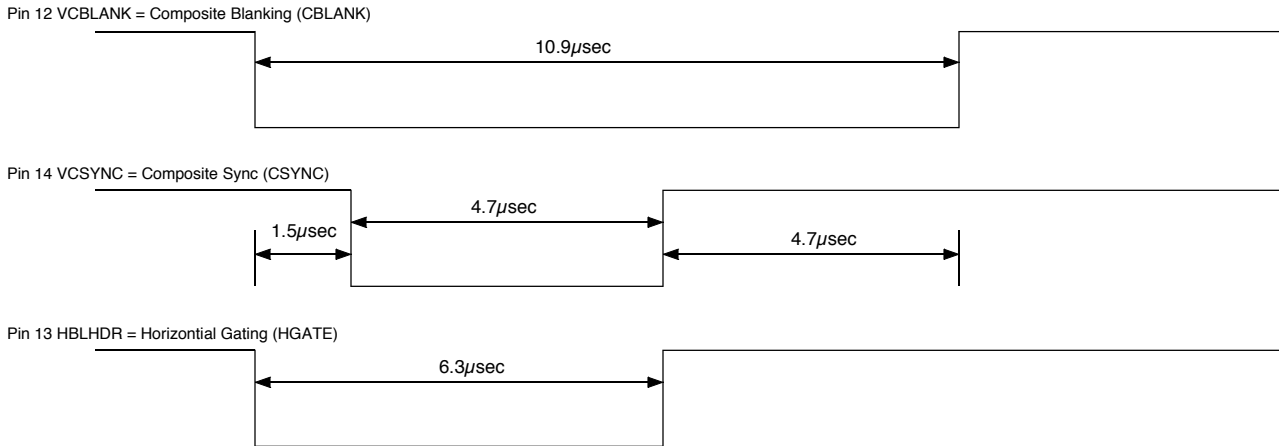 Pin 12 VCBLANK = Composite Blanking (CBLANK)
10.9µsec
Pin 14 VCSYNC = Composite Sync (CSYNC)
4.7µsec
1.5µsec
4.7µsec
Pin 13 HBLHDR = Horizontial Gating (HGATE)
6.3µsec